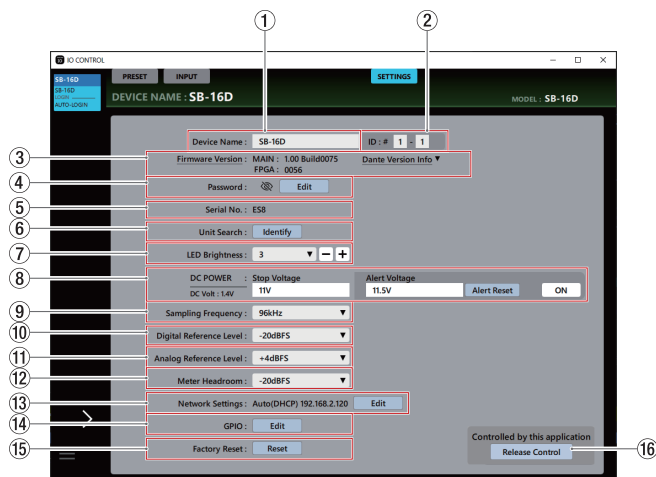 ① ②
IO CONTROL
SB-16D
SB-16D
LOGIN
AUTO-LOGIN
PRESET INPUT SETTINGS
DEVICE NAME : SB-16D MODEL : SB-16D
Device Name : SB-16D ID : # 1 - 1
③ Firmware Version : MAIN : 1.00 Build0075 Dante Version Info ▼
FPGA : 0056
④ Password : Edit
⑤ Serial No. : ES8
⑥ Unit Search : Identify
⑦ LED Brightness : 3 ▼ − +
⑧ DC POWER : Stop Voltage Alert Voltage
DC Volt : 1.4V 11V 11.5V Alert Reset ON
⑨ Sampling Frequency : 96kHz ▼
⑩ Digital Reference Level : -20dBFS ▼
⑪ Analog Reference Level : +4dBFS ▼
⑫ Meter Headroom : -20dBFS ▼
⑬ Network Settings : Auto(DHCP) 192.168.2.120 Edit
⑭ GPIO : Edit
⑮ Factory Reset : Reset
Controlled by this application
Release Control ⑯